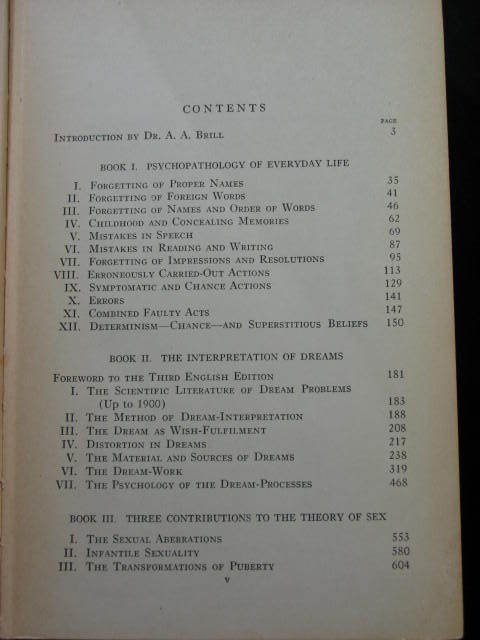 CONTENTS
PAGE
Introduction by Dr. A. A. Brill 3
BOOK I. PSYCHOPATHOLOGY OF EVERYDAY LIFE
I. Forgetting of Proper Names 35
II. Forgetting of Foreign Words 41
III. Forgetting of Names and Order of Words 46
IV. Childhood and Concealing Memories 62
V. Mistakes in Speech 69
VI. Mistakes in Reading and Writing 87
VII. Forgetting of Impressions and Resolutions 95
VIII. Erroneously Carried-Out Actions 113
IX. Symptomatic and Chance Actions 129
X. Errors 141
XI. Combined Faulty Acts 147
XII. Determinism—Chance—and Superstitious Beliefs 150
BOOK II. THE INTERPRETATION OF DREAMS
Foreword to the Third English Edition 181
I. The Scientific Literature of Dream Problems
(Up to 1900) 183
II. The Method of Dream-Interpretation 188
III. The Dream as Wish-Fulfilment 208
IV. Distortion in Dreams 217
V. The Material and Sources of Dreams 238
VI. The Dream-Work 319
VII. The Psychology of the Dream-Processes 468
BOOK III. THREE CONTRIBUTIONS TO THE THEORY OF SEX
I. The Sexual Aberrations 553
II. Infantile Sexuality 580
III. The Transformations of Puberty 604
v